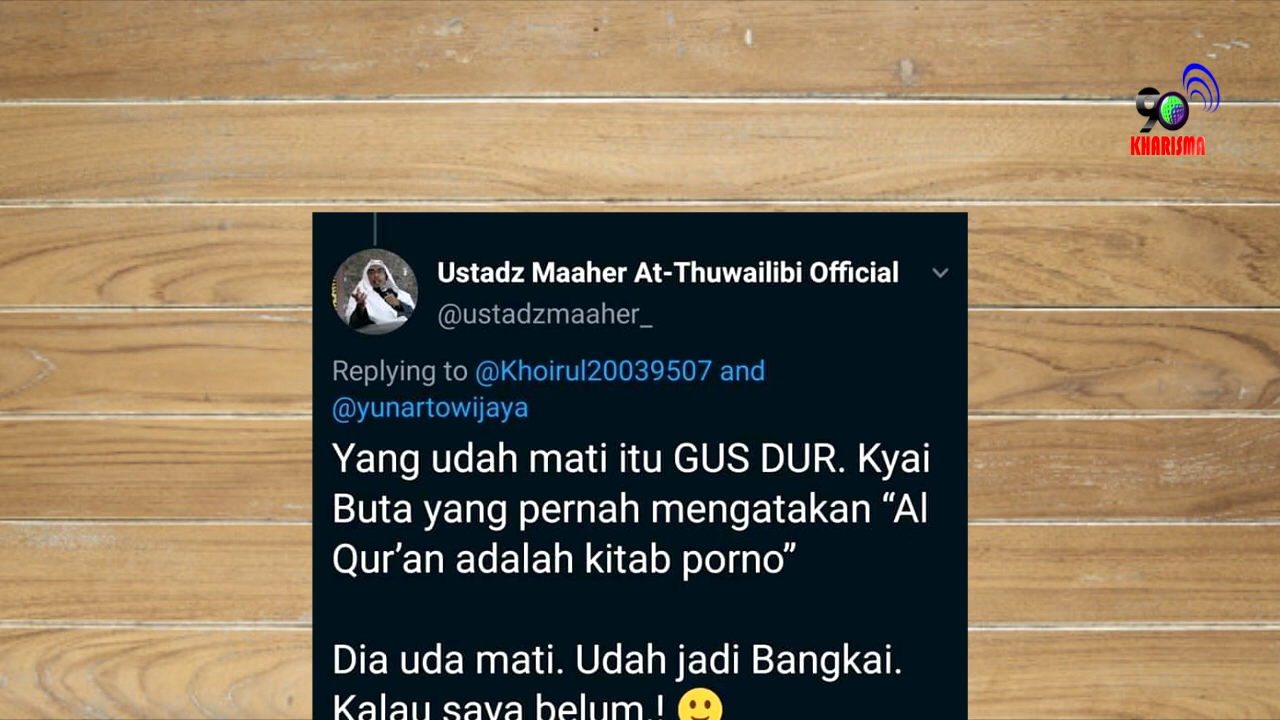 90
KHARISMA
Ustadz Maaher At-Thuwailibi Official
@ustadzmaaher_
Replying to @Khoirul20039507 and
@yunartowijaya
Yang udah mati itu GUS DUR. Kyai
Buta yang pernah mengatakan “Al
Qur’an adalah kitab porno”
Dia uda mati. Udah jadi Bangkai.
Kalau saya belum.! 🙂